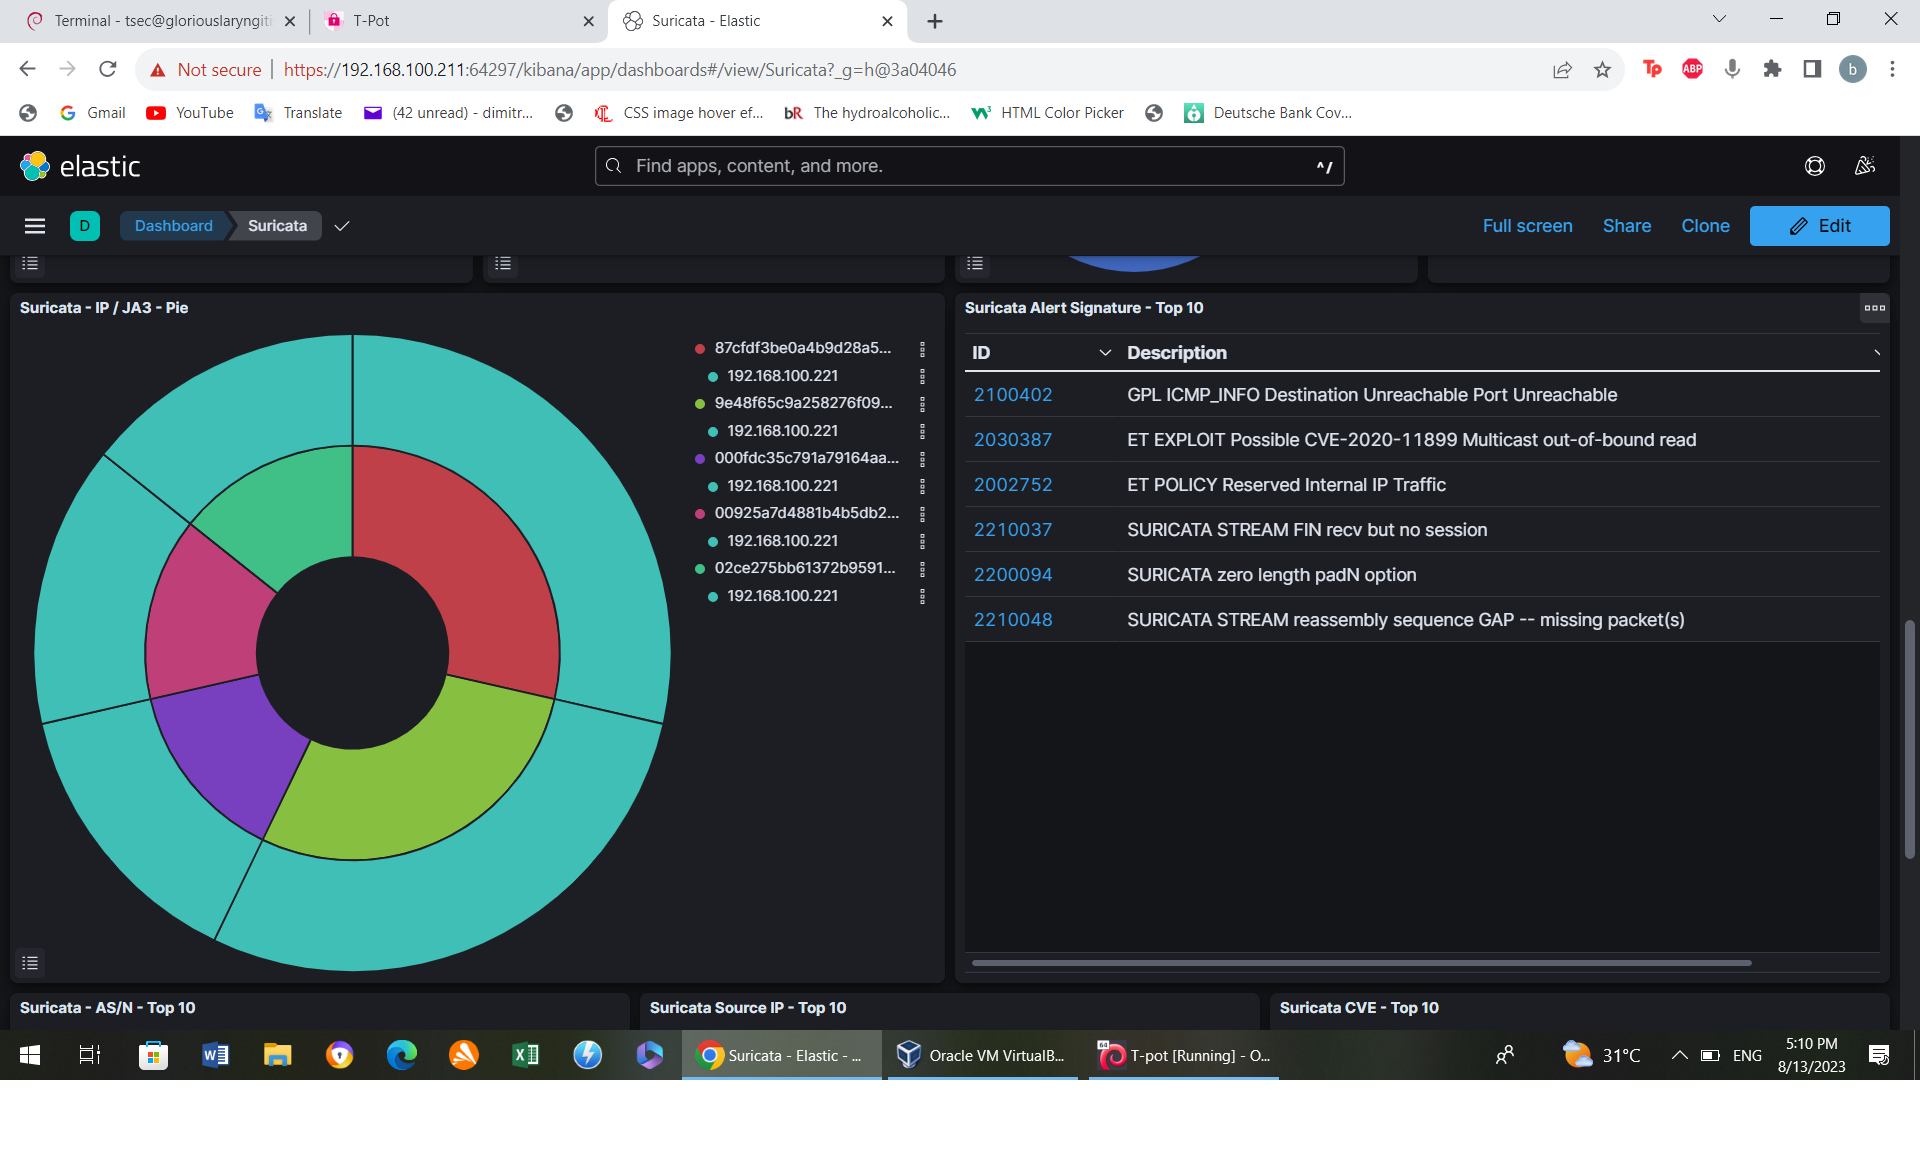 Terminal - tsec@gloriouslaryngiti
T-Pot
Suricata - Elastic
Not secure
https://192.168.100.211:64297/kibana/app/dashboards#/view/Suricata?_g=h@3a04046
Tp
ABP
b
Gmail
YouTube
Translate
(42 unread) - dimitr...
CSS image hover ef...
bR
The hydroalcoholic...
HTML Color Picker
Deutsche Bank Cov...
elastic
Find apps, content, and more.
^/
D
Dashboard
Suricata
Full screen
Share
Clone
Edit
Suricata - IP / JA3 - Pie
87cfdf3be0a4b9d28a5...
192.168.100.221
9e48f65c9a258276f09...
192.168.100.221
000fdc35c791a79164aa...
192.168.100.221
00925a7d4881b4b5db2...
192.168.100.221
02ce275bb61372b9591...
192.168.100.221
Suricata Alert Signature - Top 10
ID Description
2100402 GPL ICMP_INFO Destination Unreachable Port Unreachable
2030387 ET EXPLOIT Possible CVE-2020-11899 Multicast out-of-bound read
2002752 ET POLICY Reserved Internal IP Traffic
2210037 SURICATA STREAM FIN recv but no session
2200094 SURICATA zero length padN option
2210048 SURICATA STREAM reassembly sequence GAP -- missing packet(s)
Suricata - AS/N - Top 10
Suricata Source IP - Top 10
Suricata CVE - Top 10
Suricata - Elastic - ...
Oracle VM VirtualB...
64
T-pot [Running] - O...
31°C
ENG
5:10 PM
8/13/2023